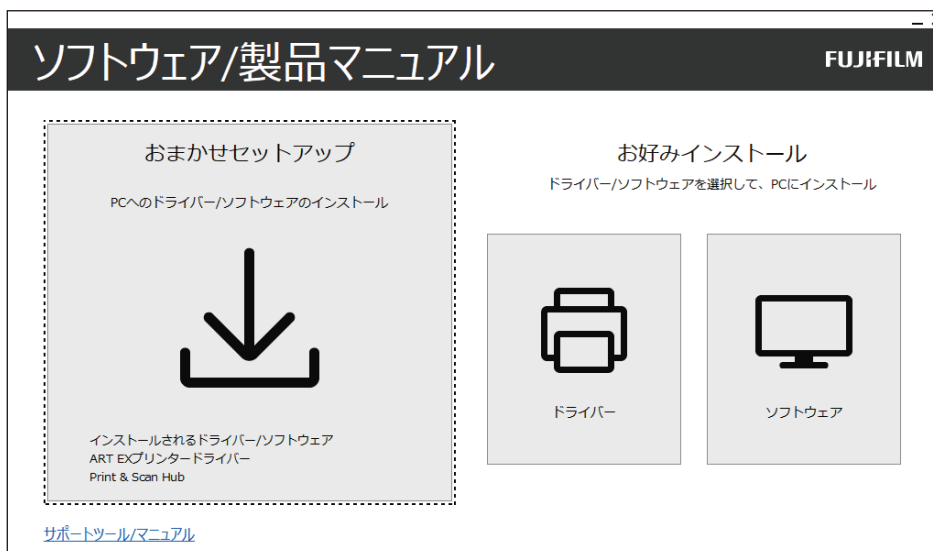 ソフトウェア/製品マニュアル
FUJIFILM
おまかせセットアップ
PCへのドライバー/ソフトウェアのインストール
インストールされるドライバー/ソフトウェア
ART EXプリンタードライバー
Print & Scan Hub
お好みインストール
ドライバー/ソフトウェアを選択して、PCにインストール
ドライバー
ソフトウェア
サポートツール/マニュアル